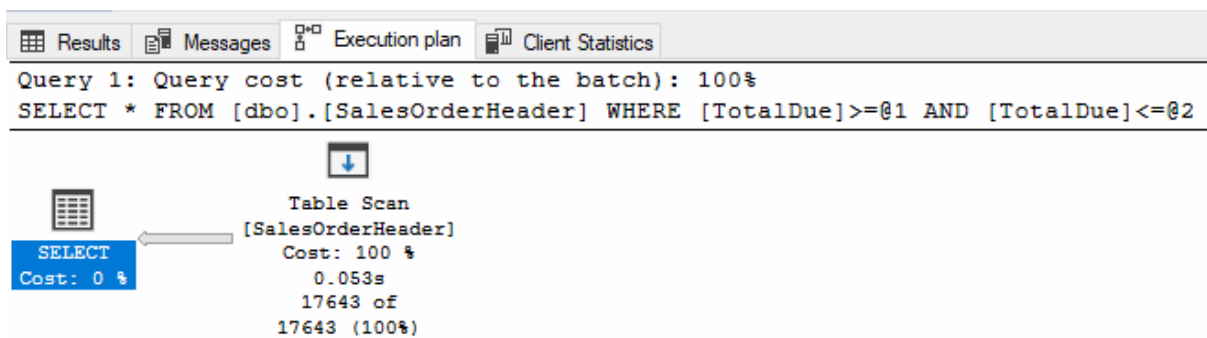 Results Messages Execution plan Client Statistics
Query 1: Query cost (relative to the batch): 100%
SELECT * FROM [dbo].[SalesOrderHeader] WHERE [TotalDue]>=@1 AND [TotalDue]<=@2
Table Scan
[SalesOrderHeader]
Cost: 100 %
0.053s
17643 of
17643 (100%)
SELECT
Cost: 0 %